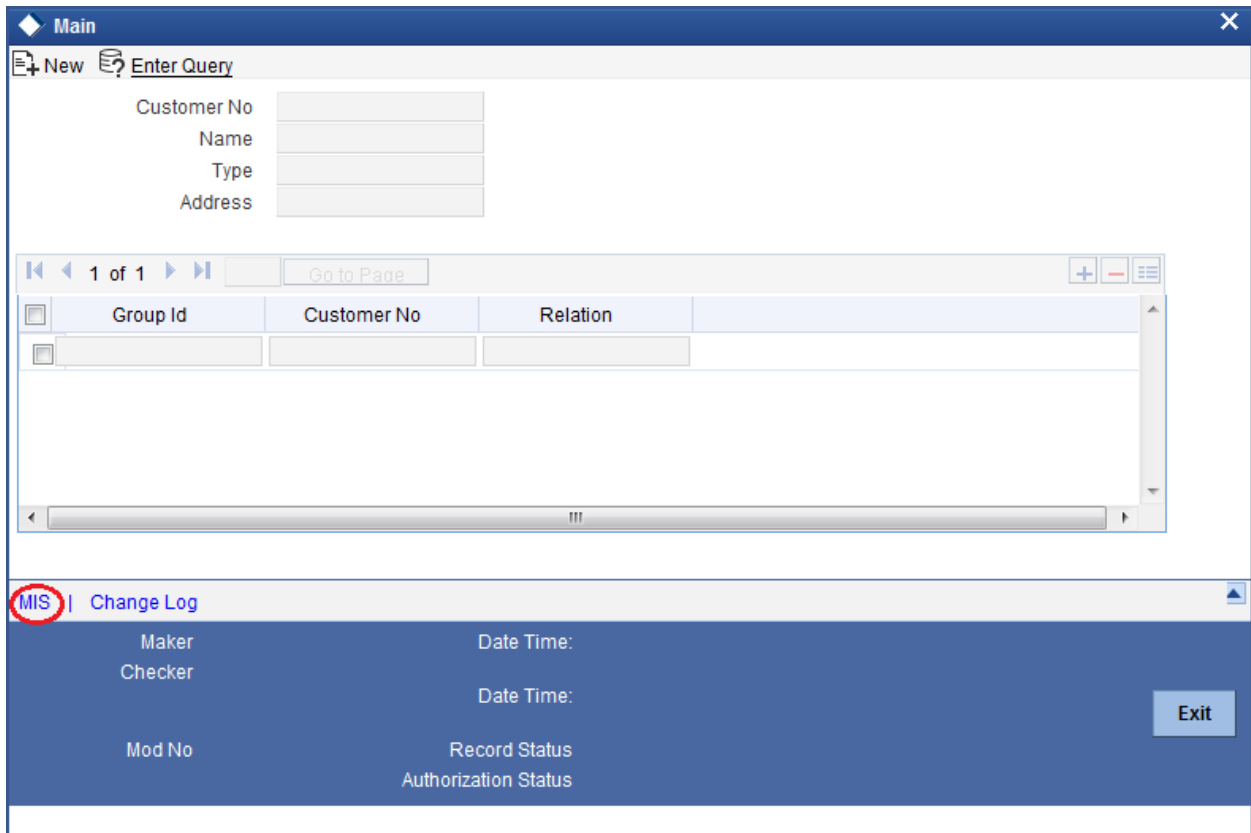 Main
New Enter Query
Customer No
Name
Type
Address
1 of 1 Go to Page
Group Id Customer No Relation
MIS | Change Log
Maker Date Time:
Checker
Date Time:
Exit
Mod No Record Status
Authorization Status